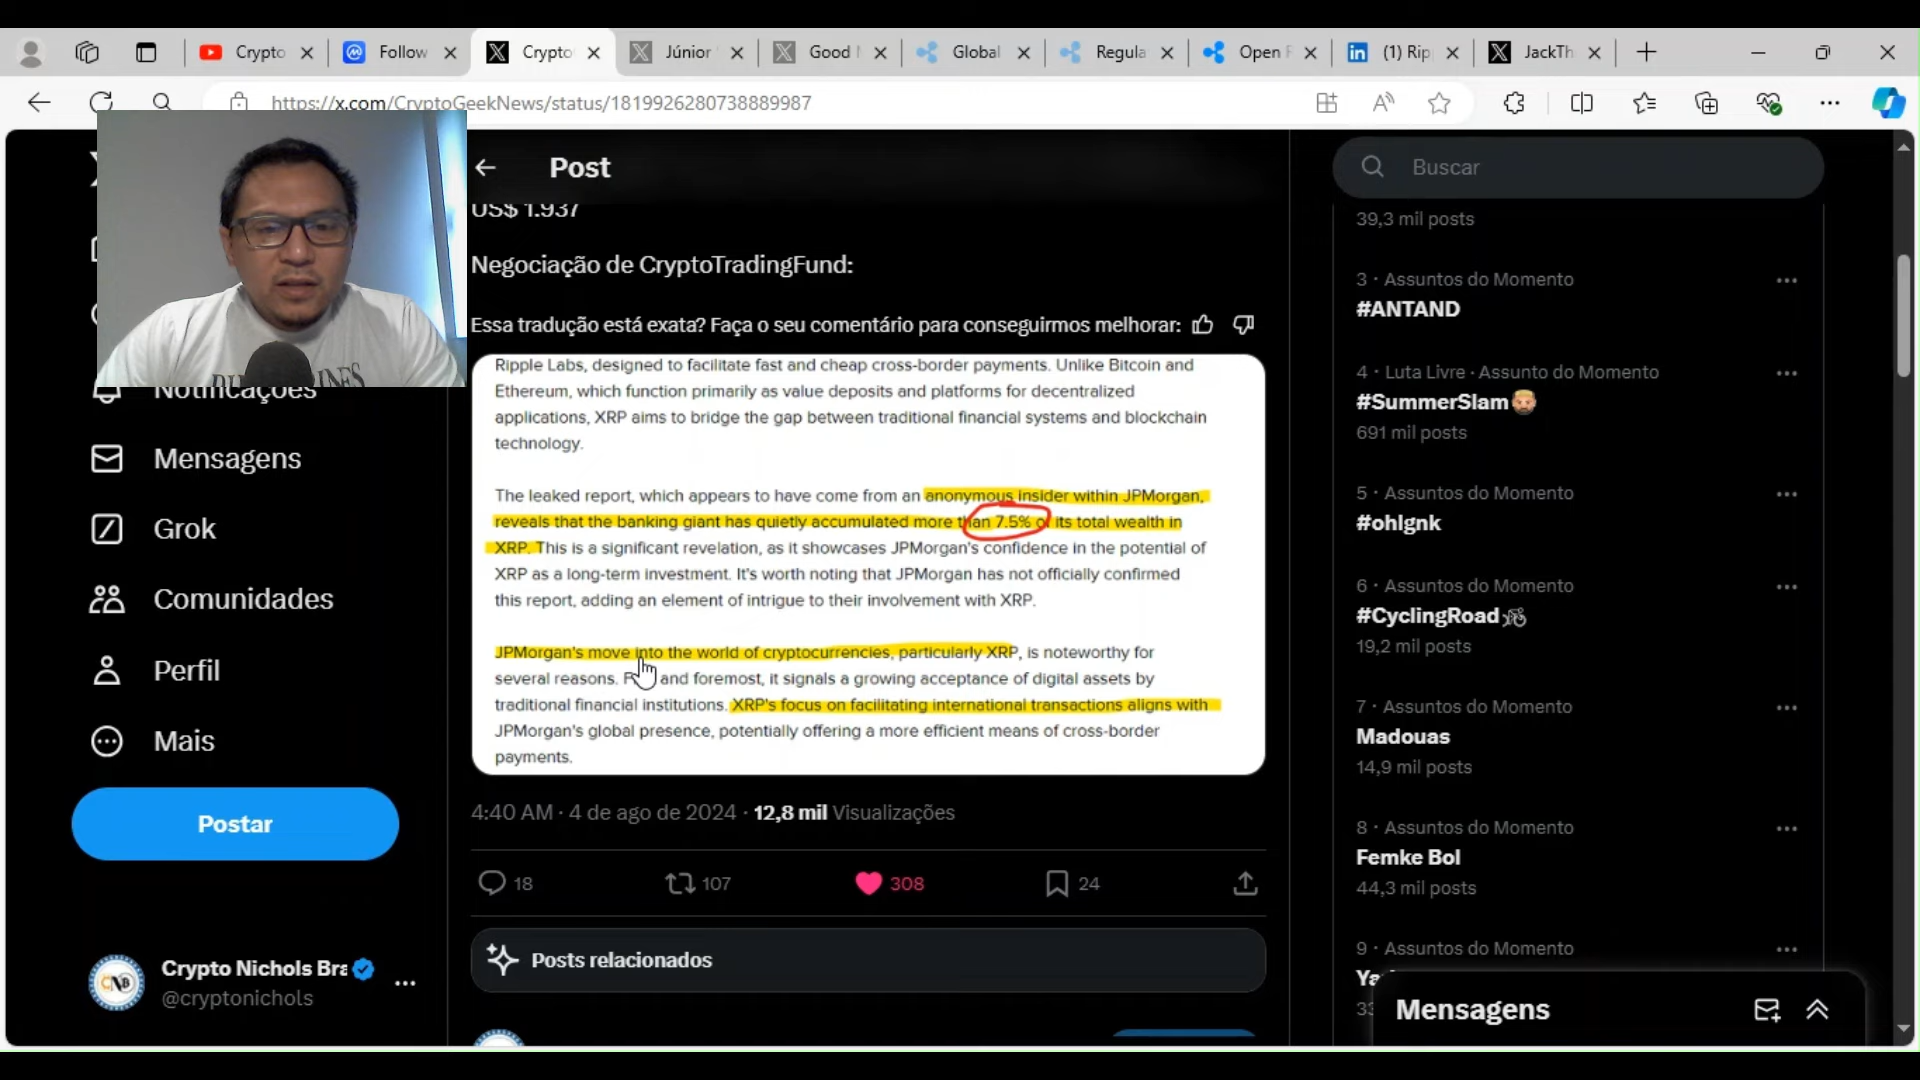 Crypto
Follow
Crypto
Júnior
Good
Global
Regula
Open
(1) Rip
JackTh
https://x.com/CryptoGeekNews/status/1819926280738889987
Post
Buscar
US$ 1.937
39,3 mil posts
Negociação de CryptoTradingFund:
3 · Assuntos do Momento
#ANTAND
Essa tradução está exata? Faça o seu comentário para conseguirmos melhorar:
Ripple Labs, designed to facilitate fast and cheap cross-border payments. Unlike Bitcoin and
Ethereum, which function primarily as value deposits and platforms for decentralized
applications, XRP aims to bridge the gap between traditional financial systems and blockchain
technology.
The leaked report, which appears to have come from an anonymous insider within JPMorgan,
reveals that the banking giant has quietly accumulated more than 7.5% of its total wealth in
XRP. This is a significant revelation, as it showcases JPMorgan's confidence in the potential of
XRP as a long-term investment. It's worth noting that JPMorgan has not officially confirmed
this report, adding an element of intrigue to their involvement with XRP.
JPMorgan's move into the world of cryptocurrencies, particularly XRP, is noteworthy for
several reasons. and foremost, it signals a growing acceptance of digital assets by
traditional financial institutions. XRP's focus on facilitating international transactions aligns with
JPMorgan's global presence, potentially offering a more efficient means of cross-border
payments.
4:40 AM · 4 de ago de 2024 · 12,8 mil Visualizações
18
107
308
24
Posts relacionados
Notificações
Mensagens
Grok
Comunidades
Perfil
Mais
Postar
Crypto Nichols Bra
@cryptonichols
4 · Luta Livre · Assunto do Momento
#SummerSlam
691 mil posts
5 · Assuntos do Momento
#ohlgnk
6 · Assuntos do Momento
#CyclingRoad
19,2 mil posts
7 · Assuntos do Momento
Madouas
14,9 mil posts
8 · Assuntos do Momento
Femke Bol
44,3 mil posts
9 · Assuntos do Momento
Mensagens